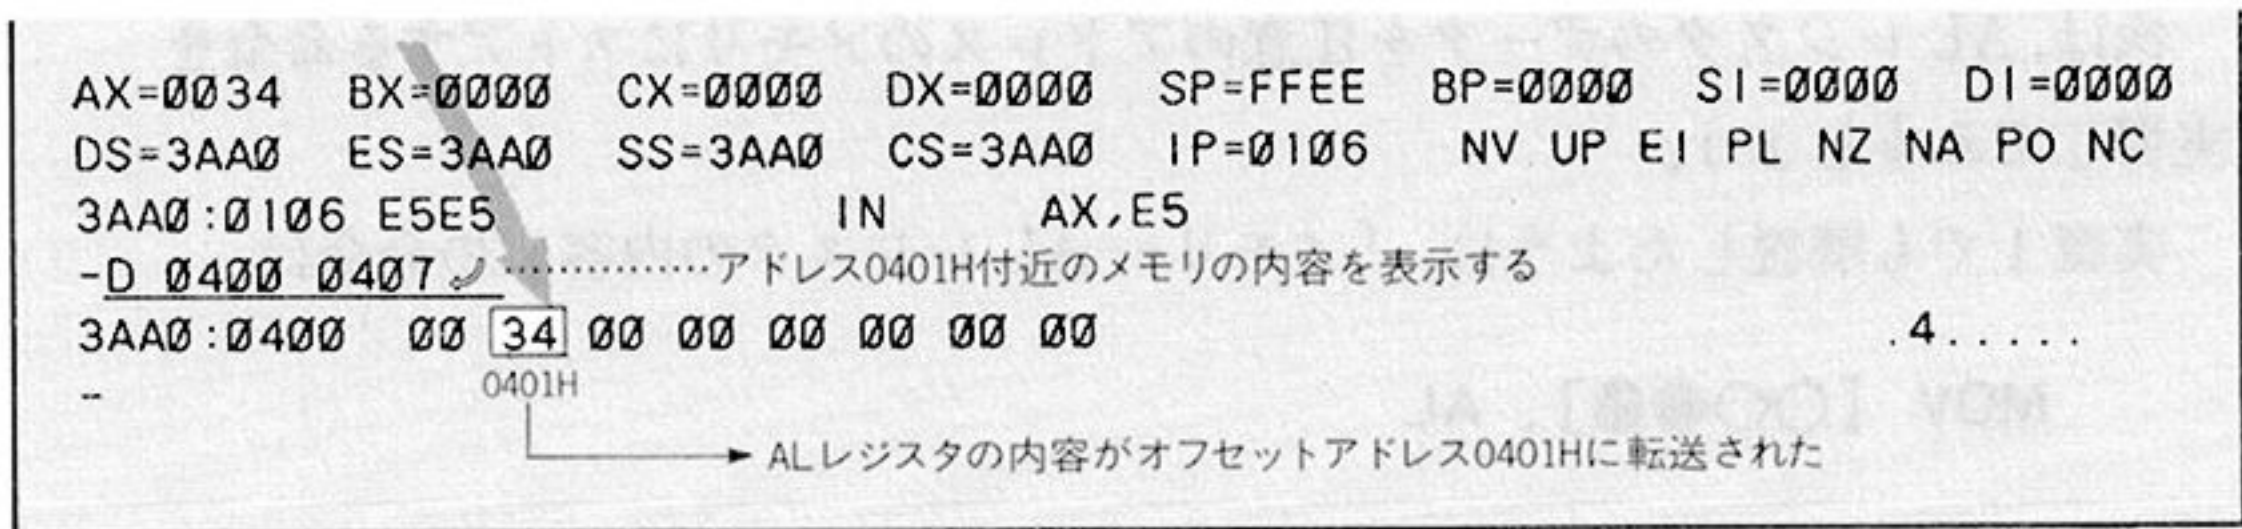 AX=0034 BX=0000 CX=0000 DX=0000 SP=FFEE BP=0000 SI=0000 DI=0000
DS=3AA0 ES=3AA0 SS=3AA0 CS=3AA0 IP=0106 NV UP EI PL NZ NA PO NC
3AA0:0106 E5E5 IN AX,E5
-D 0400 0407⤶ ……………アドレス0401H付近のメモリの内容を表示する
3AA0:0400 00 34 00 00 00 00 00 00 .4.....
0401H
-
ALレジスタの内容がオフセットアドレス0401Hに転送された